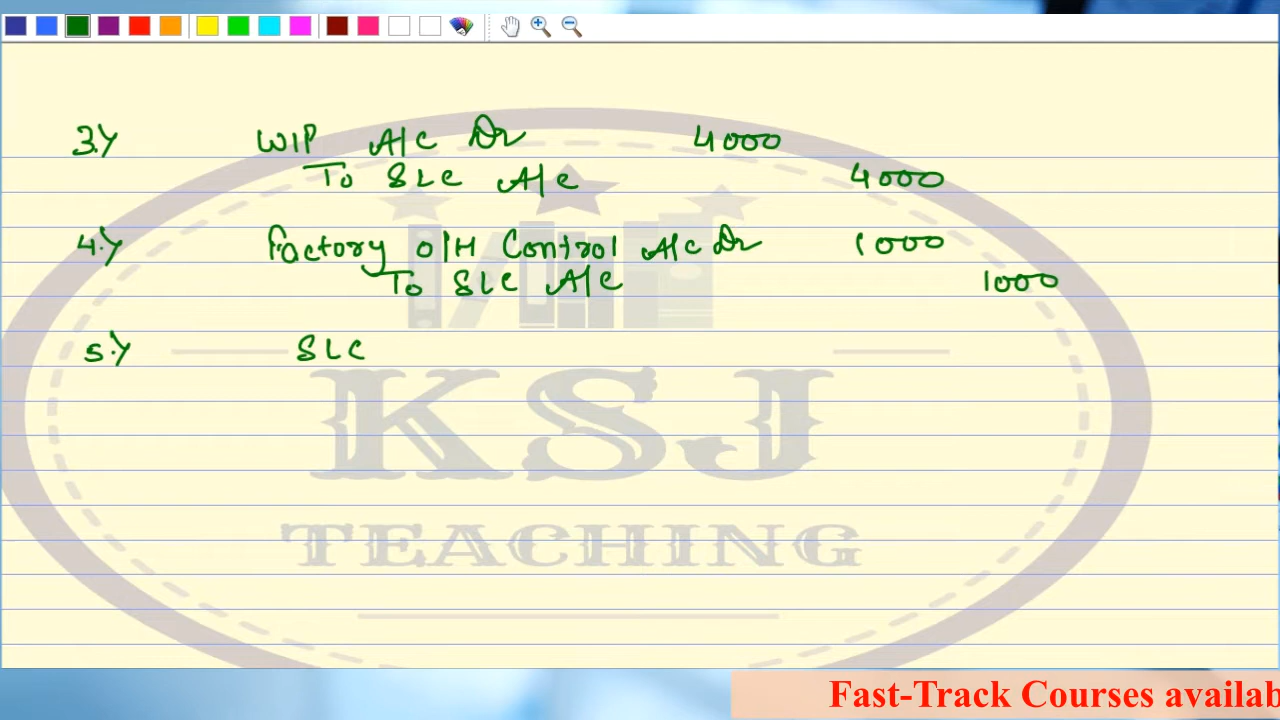 3.) WIP A/c Dr 4000
To SLC A/c 4000
4.) Factory O/H Control A/c Dr 1000
To SLC A/c 1000
5.) SLC
KSJ
TEACHING
Fast-Track Courses availab